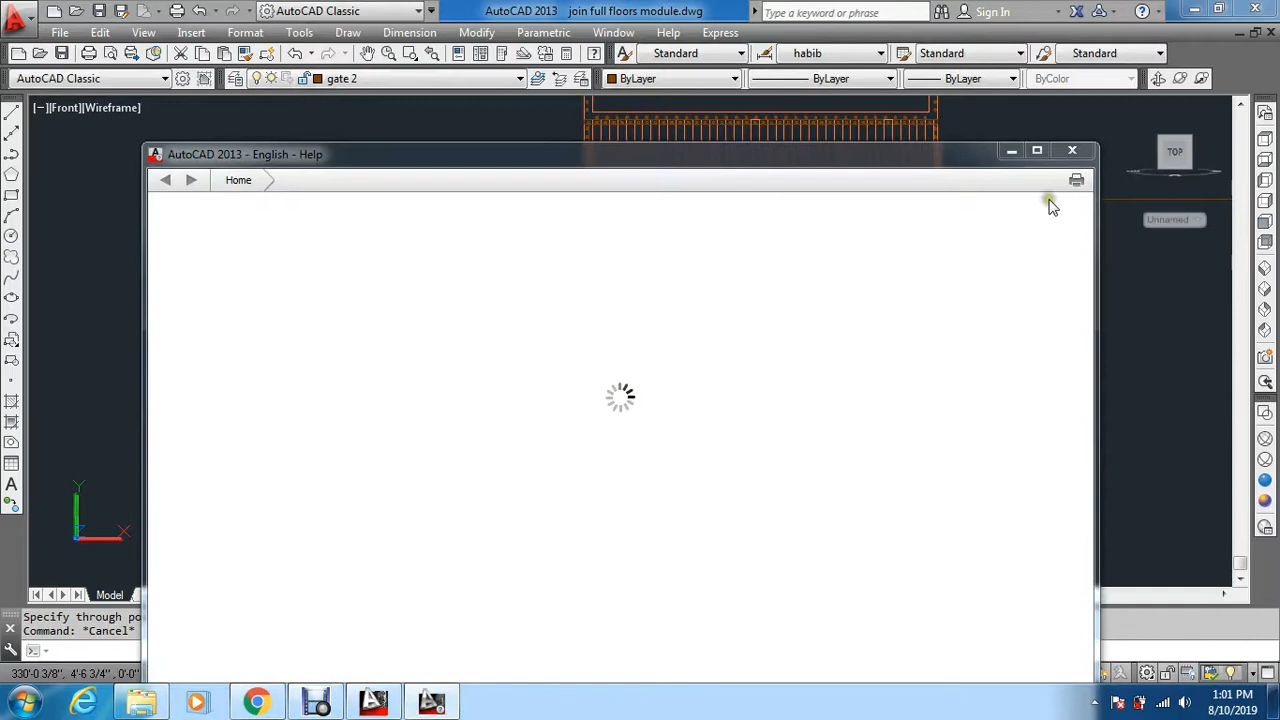 AutoCAD Classic
AutoCAD 2013 join full floors module.dwg
Type a keyword or phrase
Sign In
File Edit View Insert Format Tools Draw Dimension Modify Parametric Window Help Express
Standard habib Standard Standard
AutoCAD Classic gate 2 ByLayer ByLayer ByLayer ByColor
[−][Front][Wireframe]
TOP
Unnamed
AutoCAD 2013 - English - Help
Home
Y
X
A
Model
Specify through po
Command: *Cancel*
330'-0 3/8", 4'-6 3/4", 0'-0"
1:01 PM
8/10/2019